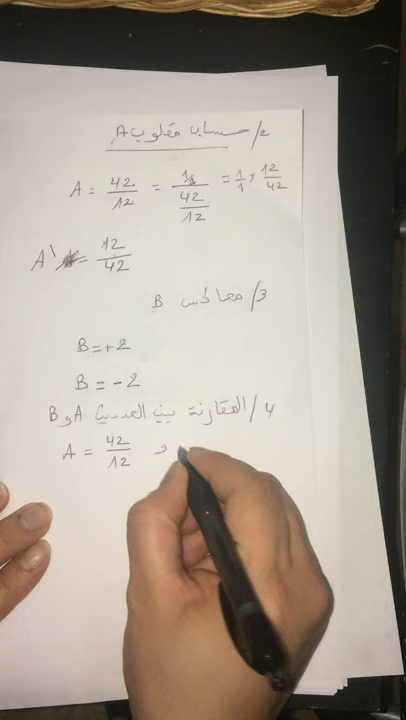 2/ حساب مقلوب A
A = 42/12 = 1/(42/12) = 1/1 × 12/42
A\ = 12/42
3/ معاكس B
B = +2
B = -2
4/ المقارنة بين العددين A و B
A = 42/12 و